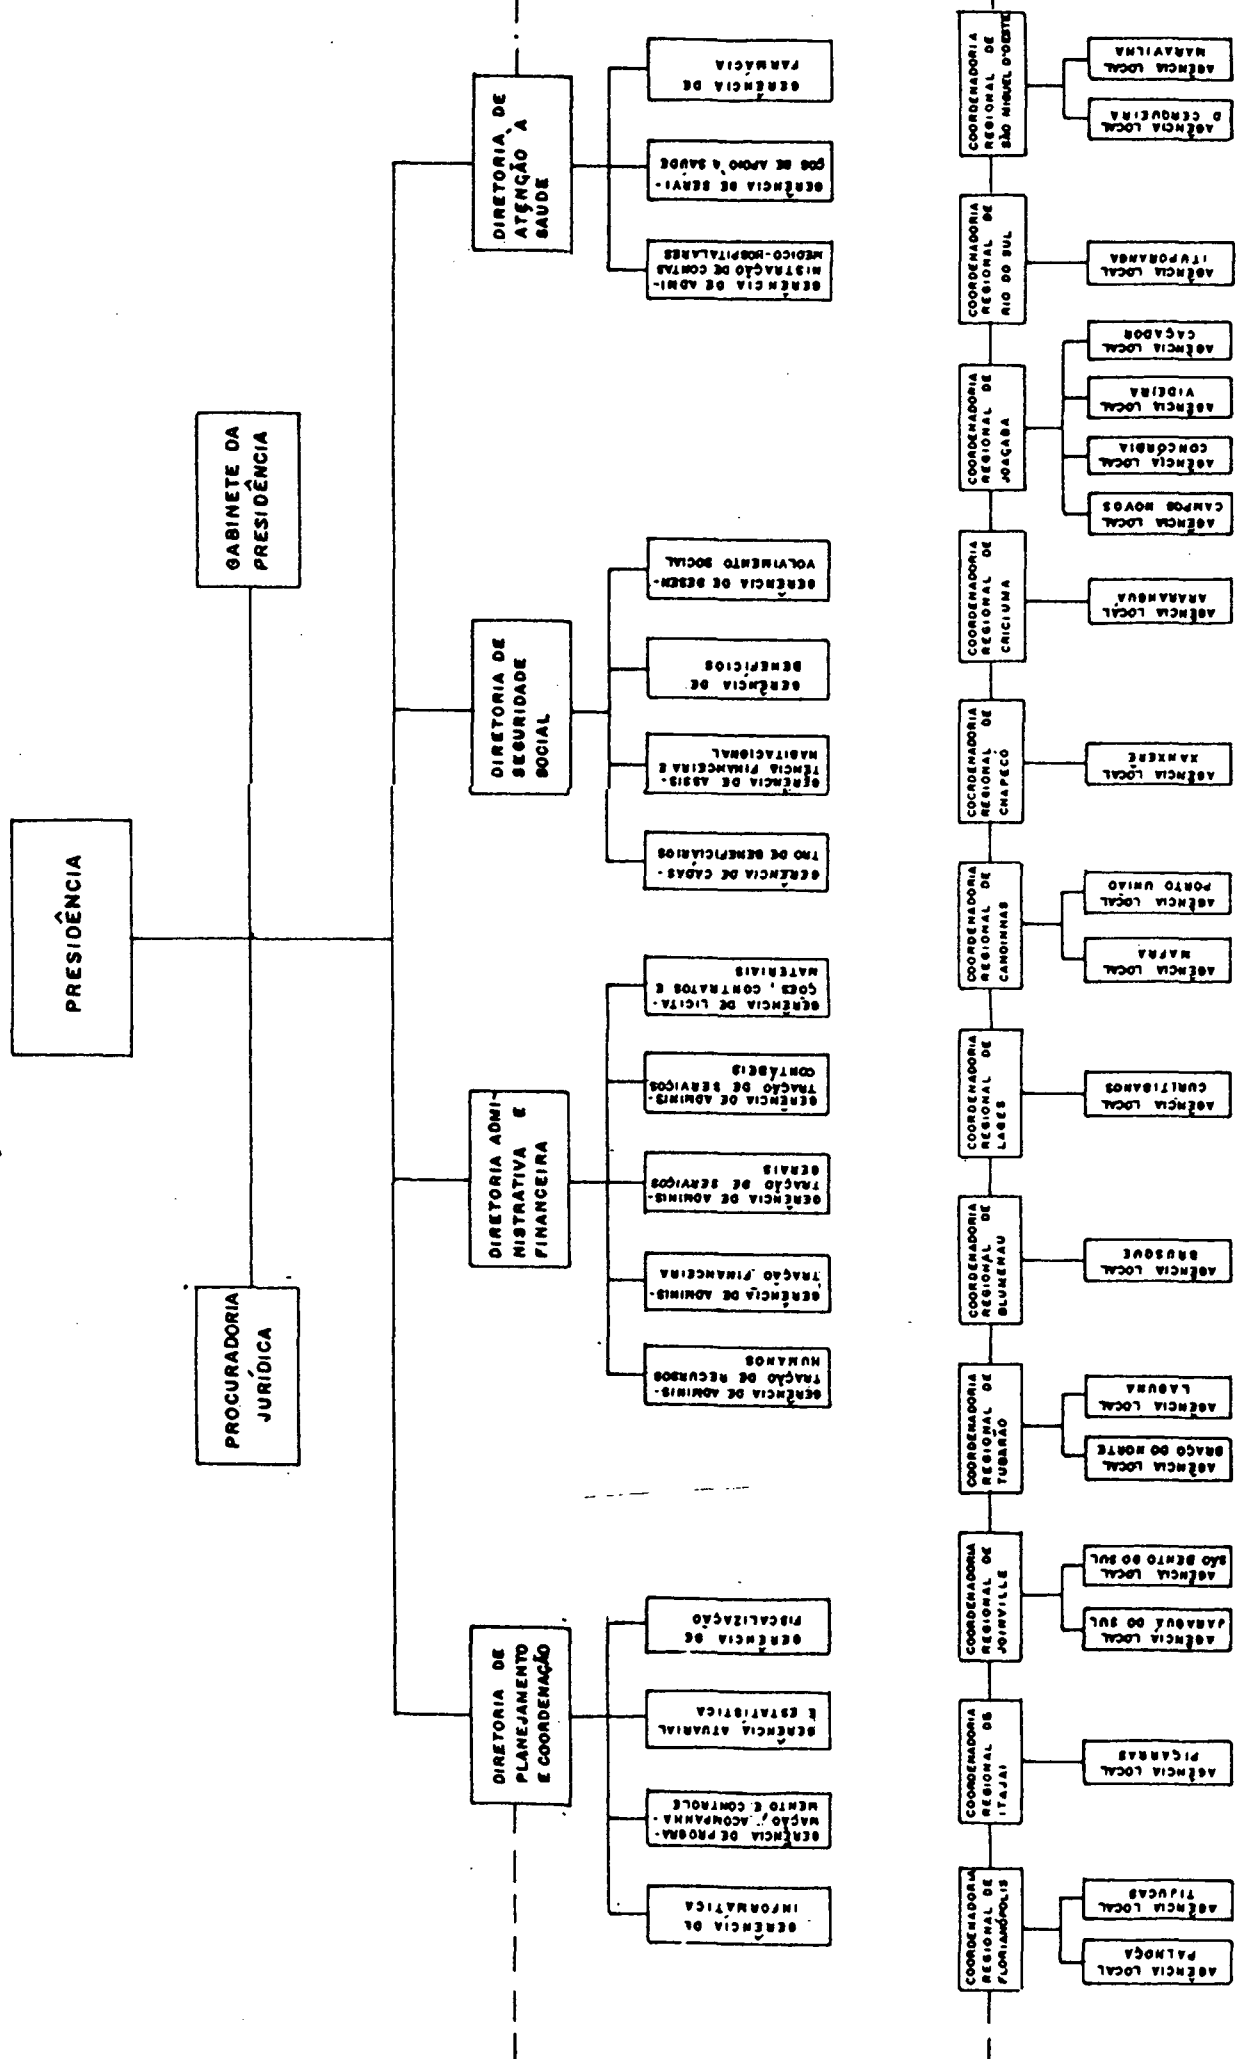 PRESIDÊNCIA
PROCURADORIA
JURÍDICA
GABINETE DA
PRESIDÊNCIA
DIRETORIA DE
PLANEJAMENTO
E COORDENAÇÃO
DIRETORIA ADMI-
NISTRATIVA E
FINANCEIRA
DIRETORIA DE
SEGURIDADE
SOCIAL
DIRETORIA DE
ATENÇÃO À
SAUDE
GERÊNCIA DE
INFORMÁTICA
GERÊNCIA DE PROGRA-
MAÇÃO, ACOMPANHA-
MENTO E CONTROLE
GERÊNCIA ATUARIAL
E ESTATÍSTICA
GERÊNCIA DE
FISCALIZAÇÃO
GERÊNCIA DE ADMINIS-
TRAÇÃO DE RECURSOS
HUMANOS
GERÊNCIA DE ADMINIS-
TRAÇÃO FINANCEIRA
GERÊNCIA DE ADMINIS-
TRAÇÃO DE SERVIÇOS
GERAIS
GERÊNCIA DE ADMINIS-
TRAÇÃO DE SERVIÇOS
CONTÁBEIS
GERÊNCIA DE LICITA-
ÇÕES, CONTRATOS E
MATERIAIS
GERÊNCIA DE CADAS-
TRO DE BENEFICIÁRIOS
GERÊNCIA DE ASSIS-
TENCIA FINANCEIRA E
HABITACIONAL
GERÊNCIA DE
BENEFÍCIOS
GERÊNCIA DE DESEN-
VOLVIMENTO SOCIAL
GERÊNCIA DE ADMI-
NISTRAÇÃO DE CONTAS
MEDICO-HOSPITALARES
GERÊNCIA DE SERVI-
ÇOS DE APOIO À SAÚDE
GERÊNCIA DE
FARMÁCIA
COORDENADORIA
REGIONAL DE
FLORIANÓPOLIS
COORDENADORIA
REGIONAL DE
ITAJAÍ
COORDENADORIA
REGIONAL DE
JOINVILLE
COORDENADORIA
REGIONAL DE
TUBARÃO
COORDENADORIA
REGIONAL DE
BLUMENAU
COORDENADORIA
REGIONAL DE
LAGES
COORDENADORIA
REGIONAL DE
CANOINHAS
COORDENADORIA
REGIONAL DE
CHAPECÓ
COORDENADORIA
REGIONAL DE
CRICIUMA
COORDENADORIA
REGIONAL DE
JOAÇABA
COORDENADORIA
REGIONAL DE
RIO DO SUL
COORDENADORIA
REGIONAL DE
SÃO MIGUEL D'OESTE
AGÊNCIA LOCAL
PALHOÇA
AGÊNCIA LOCAL
TIJUCAS
AGÊNCIA LOCAL
PIÇARRAS
AGÊNCIA LOCAL
JARAGUÁ DO SUL
AGÊNCIA LOCAL
SÃO BENTO DO SUL
AGÊNCIA LOCAL
BRAÇO DO NORTE
AGÊNCIA LOCAL
LAGUNA
AGÊNCIA LOCAL
BRUSQUE
AGÊNCIA LOCAL
CURITIBANOS
AGÊNCIA LOCAL
MAFRA
AGÊNCIA LOCAL
PORTO UNIÃO
AGÊNCIA LOCAL
XANXERE
AGÊNCIA LOCAL
ARARANGUÁ
AGÊNCIA LOCAL
CAMPOS NOVOS
AGÊNCIA LOCAL
CONCÓRDIA
AGÊNCIA LOCAL
VIDEIRA
AGÊNCIA LOCAL
CAÇADOR
AGÊNCIA LOCAL
ITUPORANGA
AGÊNCIA LOCAL
D CERQUEIRA
AGÊNCIA LOCAL
MARAVILHA